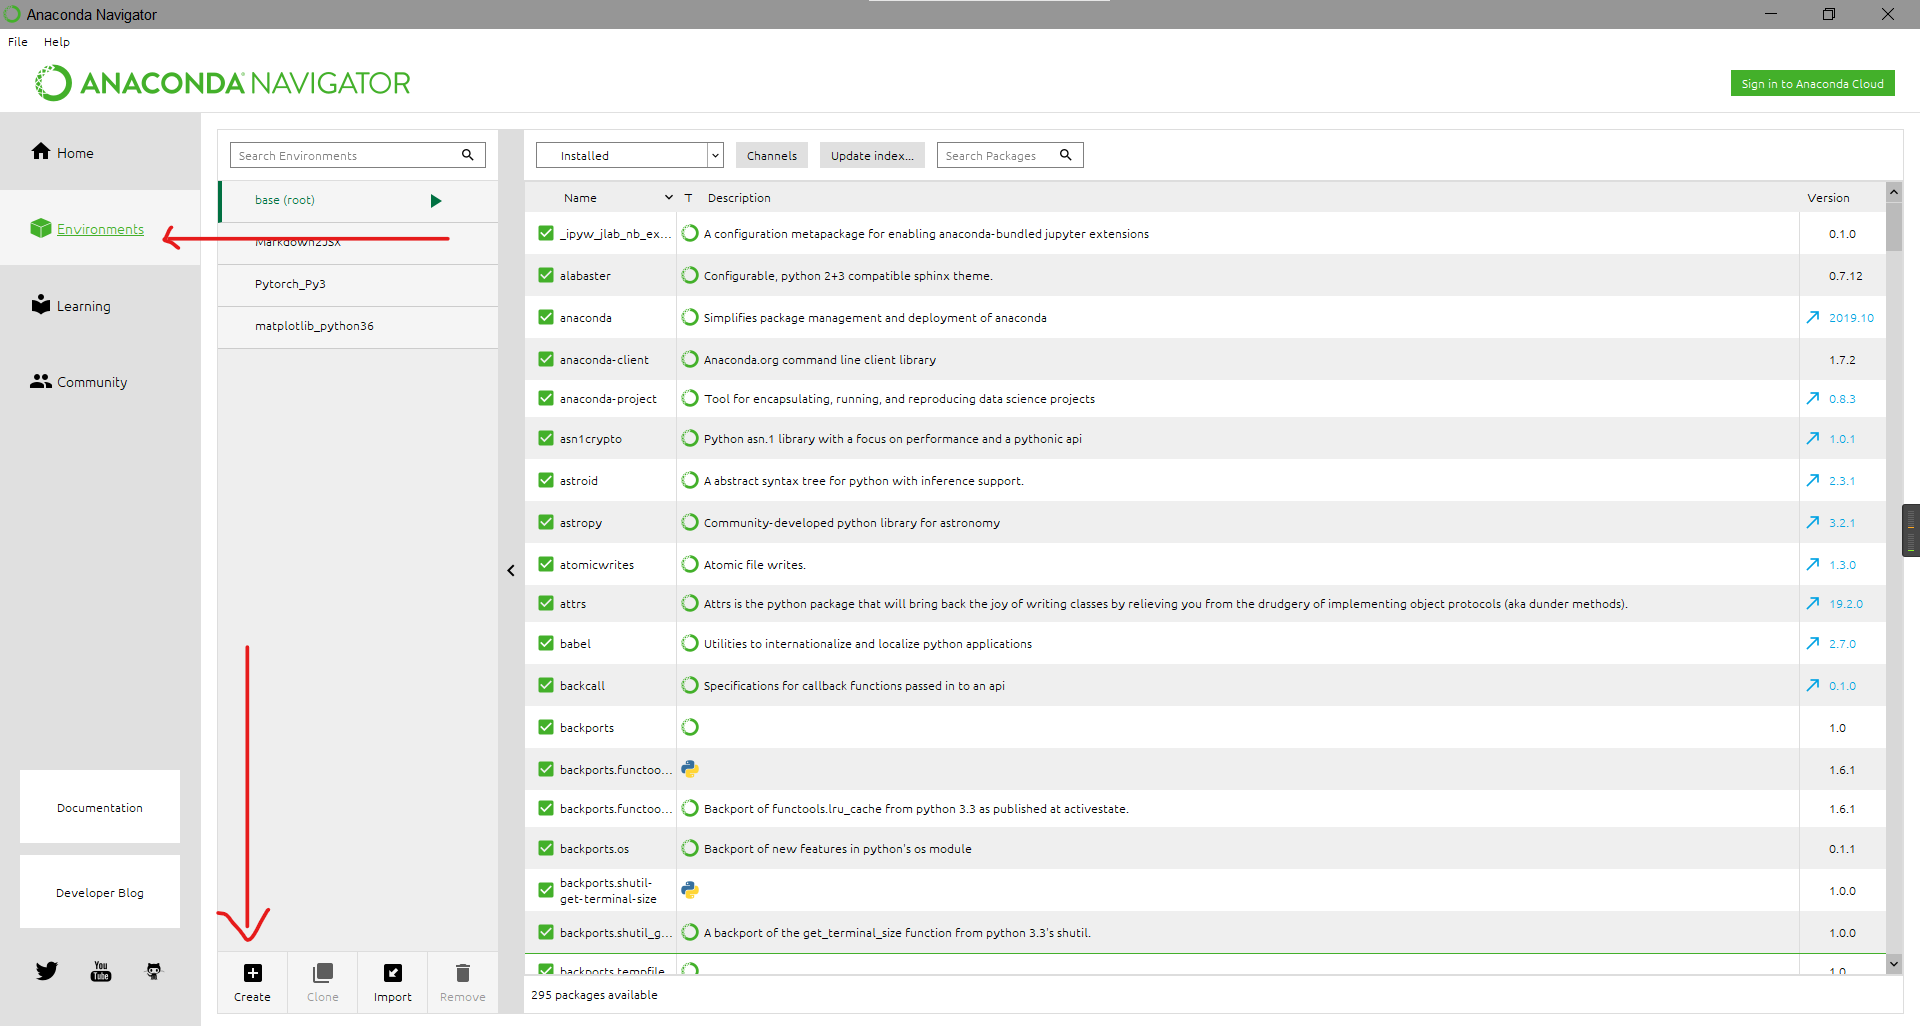 Anaconda Navigator
File Help
ANACONDA NAVIGATOR
Sign in to Anaconda Cloud
Home
Environments
Learning
Community
Documentation
Developer Blog
You Tube
Search Environments
base (root)
Markdown2JSX
Pytorch_Py3
matplotlib_python36
Create Clone Import Remove
Installed Channels Update index... Search Packages
Name T Description Version
_ipyw_jlab_nb_ex... A configuration metapackage for enabling anaconda-bundled jupyter extensions 0.1.0
alabaster Configurable, python 2+3 compatible sphinx theme. 0.7.12
anaconda Simplifies package management and deployment of anaconda 2019.10
anaconda-client Anaconda.org command line client library 1.7.2
anaconda-project Tool for encapsulating, running, and reproducing data science projects 0.8.3
asn1crypto Python asn.1 library with a focus on performance and a pythonic api 1.0.1
astroid A abstract syntax tree for python with inference support. 2.3.1
astropy Community-developed python library for astronomy 3.2.1
atomicwrites Atomic file writes. 1.3.0
attrs Attrs is the python package that will bring back the joy of writing classes by relieving you from the drudgery of implementing object protocols (aka dunder methods). 19.2.0
babel Utilities to internationalize and localize python applications 2.7.0
backcall Specifications for callback functions passed in to an api 0.1.0
backports 1.0
backports.functoo... 1.6.1
backports.functoo... Backport of functools.lru_cache from python 3.3 as published at activestate. 1.6.1
backports.os Backport of new features in python's os module 0.1.1
backports.shutil-
get-terminal-size 1.0.0
backports.shutil_g... A backport of the get_terminal_size function from python 3.3's shutil. 1.0.0
backports.tempfile 1.0
295 packages available